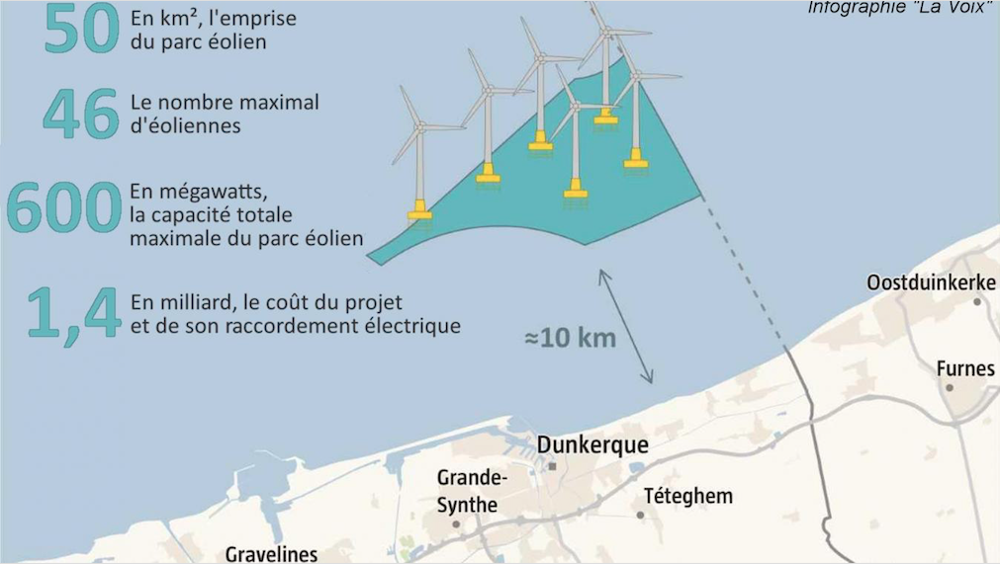 Infographie "La Voix"
50
En km², l'emprise
du parc éolien
46
Le nombre maximal
d'éoliennes
600
En mégawatts,
la capacité totale
maximale du parc éolien
1,4
En milliard, le coût du projet
et de son raccordement électrique
≈10 km
Oostduinkerke
Furnes
Dunkerque
Grande-
Synthe
Téteghem
Gravelines